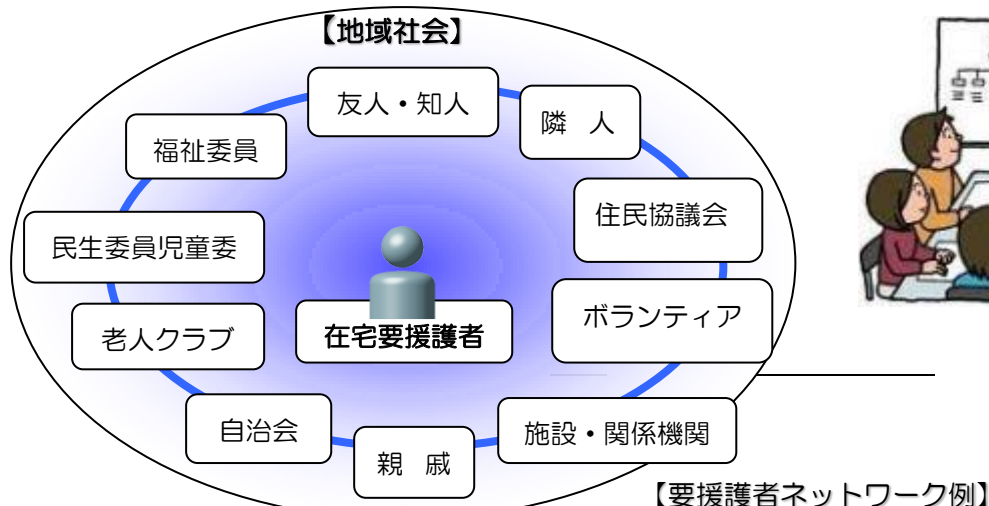 【地域社会】
友人・知人
隣　人
福祉委員
住民協議会
民生委員児童委
ボランティア
老人クラブ
在宅要援護者
自治会
施設・関係機関
親　戚
【要援護者ネットワーク例】